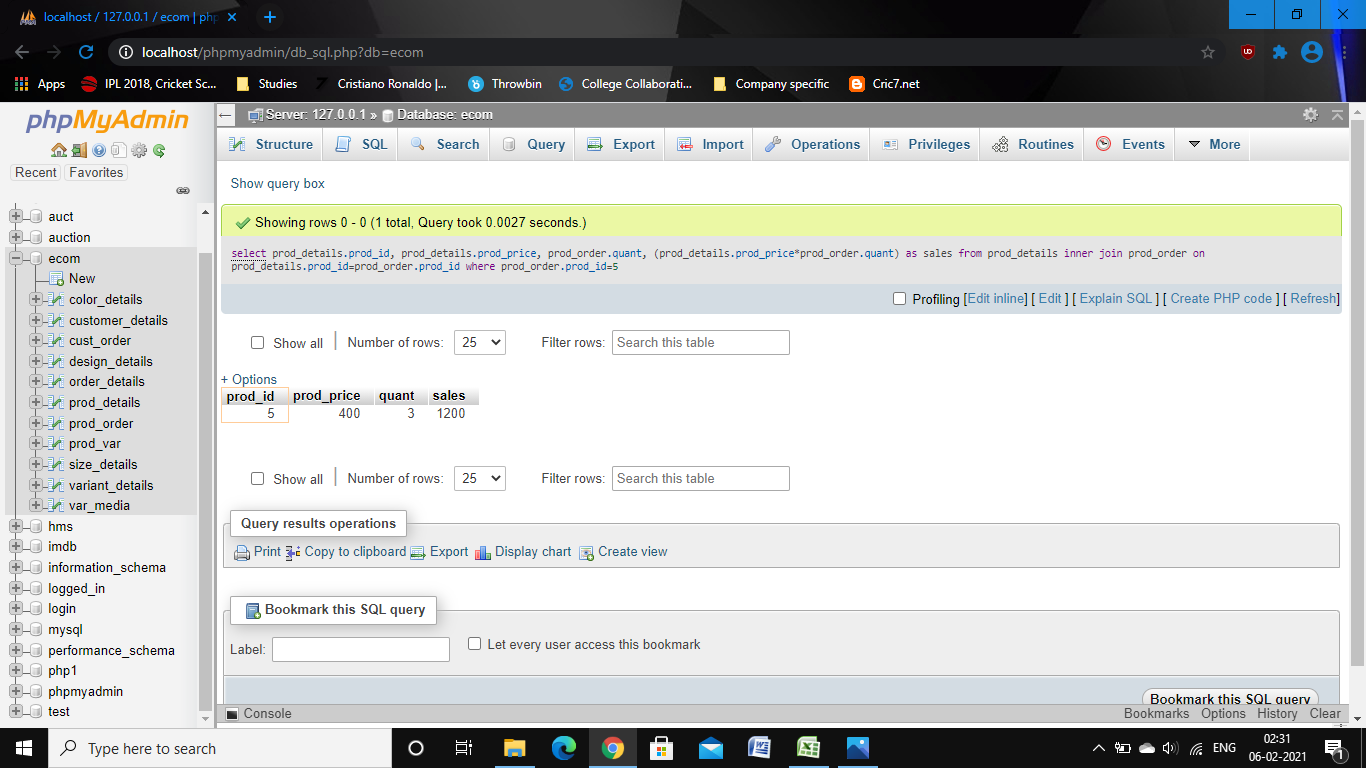 localhost / 127.0.0.1 / ecom | php
localhost/phpmyadmin/db_sql.php?db=ecom
Apps IPL 2018, Cricket Sc... Studies Cristiano Ronaldo |... Throwbin College Collaborati... Company specific Cric7.net
phpMyAdmin
Recent Favorites
auct
auction
ecom
New
color_details
customer_details
cust_order
design_details
order_details
prod_details
prod_order
prod_var
size_details
variant_details
var_media
hms
imdb
information_schema
logged_in
login
mysql
performance_schema
php1
phpmyadmin
test
Server: 127.0.0.1 » Database: ecom
Structure SQL Search Query Export Import Operations Privileges Routines Events More
Show query box
Showing rows 0 - 0 (1 total, Query took 0.0027 seconds.)
select prod_details.prod_id, prod_details.prod_price, prod_order.quant, (prod_details.prod_price*prod_order.quant) as sales from prod_details inner join prod_order on
prod_details.prod_id=prod_order.prod_id where prod_order.prod_id=5
Profiling [Edit inline] [ Edit ] [ Explain SQL ] [ Create PHP code ] [ Refresh]
Show all | Number of rows: 25 Filter rows: Search this table
+ Options
prod_id prod_price quant sales
5 400 3 1200
Show all | Number of rows: 25 Filter rows: Search this table
Query results operations
Print Copy to clipboard Export Display chart Create view
Bookmark this SQL query
Label: Let every user access this bookmark
Bookmark this SQL query
Console Bookmarks Options History Clear
Type here to search
ENG
02:31
06-02-2021
1